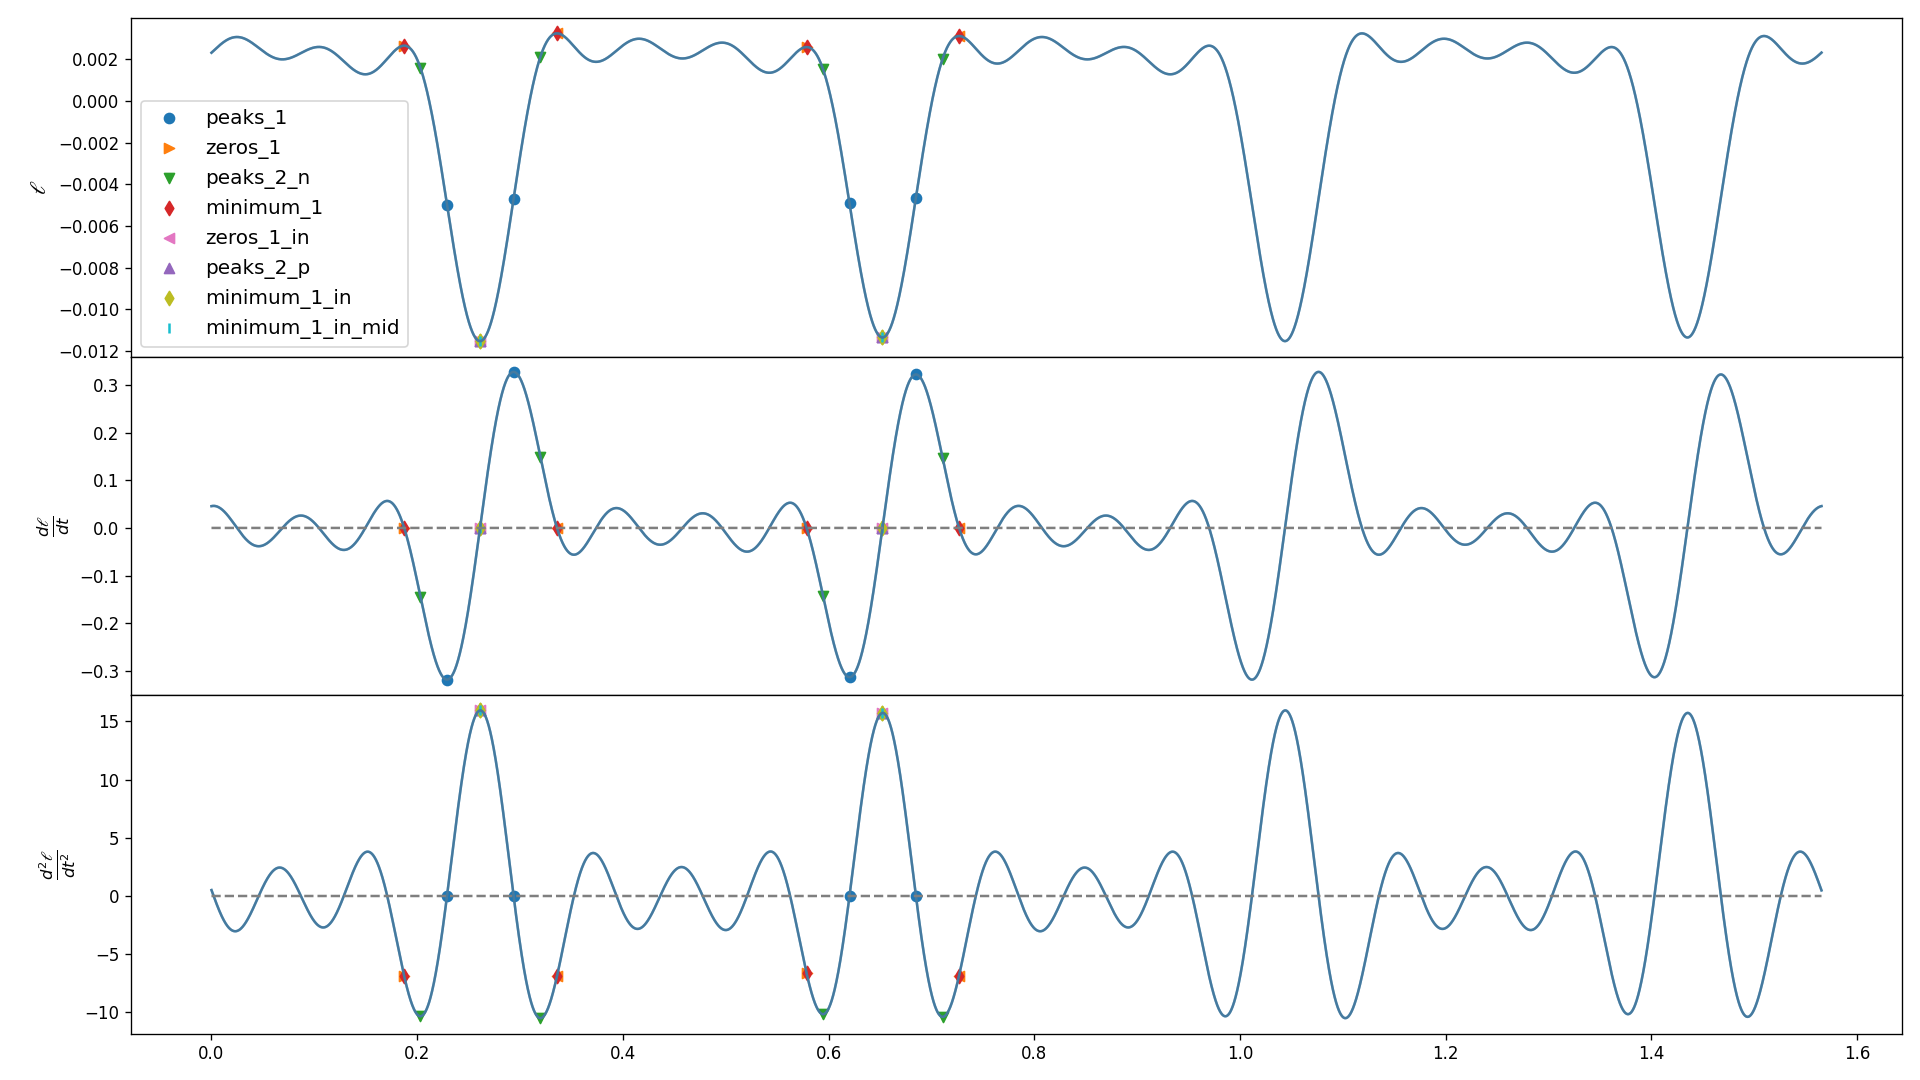 0.002
0.000
−0.002
−0.004
−0.006
−0.008
−0.010
−0.012
ℓ
peaks_1
zeros_1
peaks_2_n
minimum_1
zeros_1_in
peaks_2_p
minimum_1_in
minimum_1_in_mid
0.3
0.2
0.1
0.0
−0.1
−0.2
−0.3
dℓ/dt
15
10
5
0
−5
−10
d²ℓ/dt²
0.0 0.2 0.4 0.6 0.8 1.0 1.2 1.4 1.6